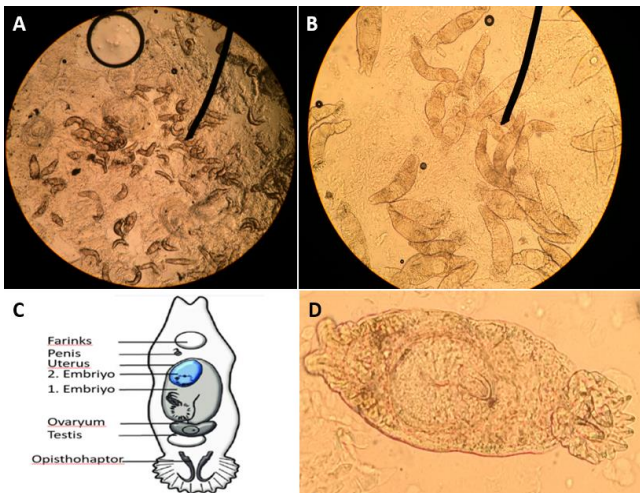 A
B
C
Farinks
Penis
Uterus
2. Embriyo
1. Embriyo
Ovaryum
Testis
Opisthohaptor
D